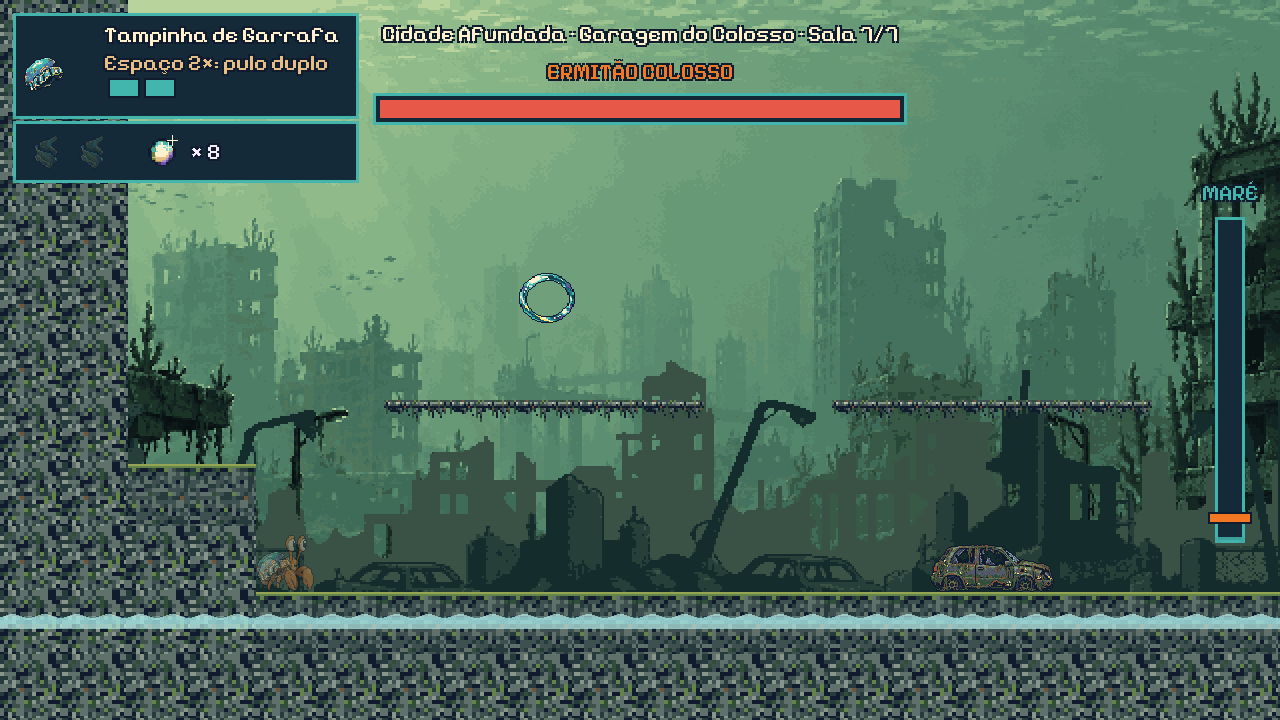 Tampinha de Garrafa
Espaço 2×: pulo duplo
× 8
Cidade Afundada · Garagem do Colosso · Sala 7/7
ERMITÃO COLOSSO
MARÉ